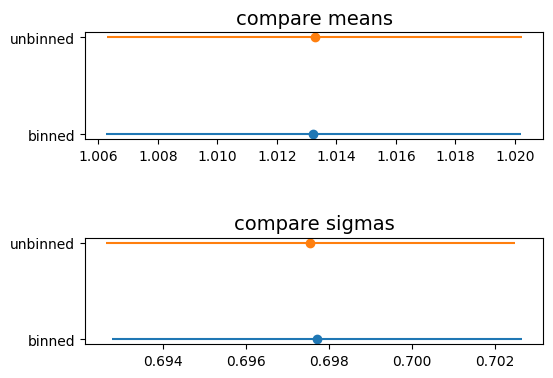 compare means
unbinned
binned
1.006 1.008 1.010 1.012 1.014 1.016 1.018 1.020
compare sigmas
unbinned
binned
0.694 0.696 0.698 0.700 0.702